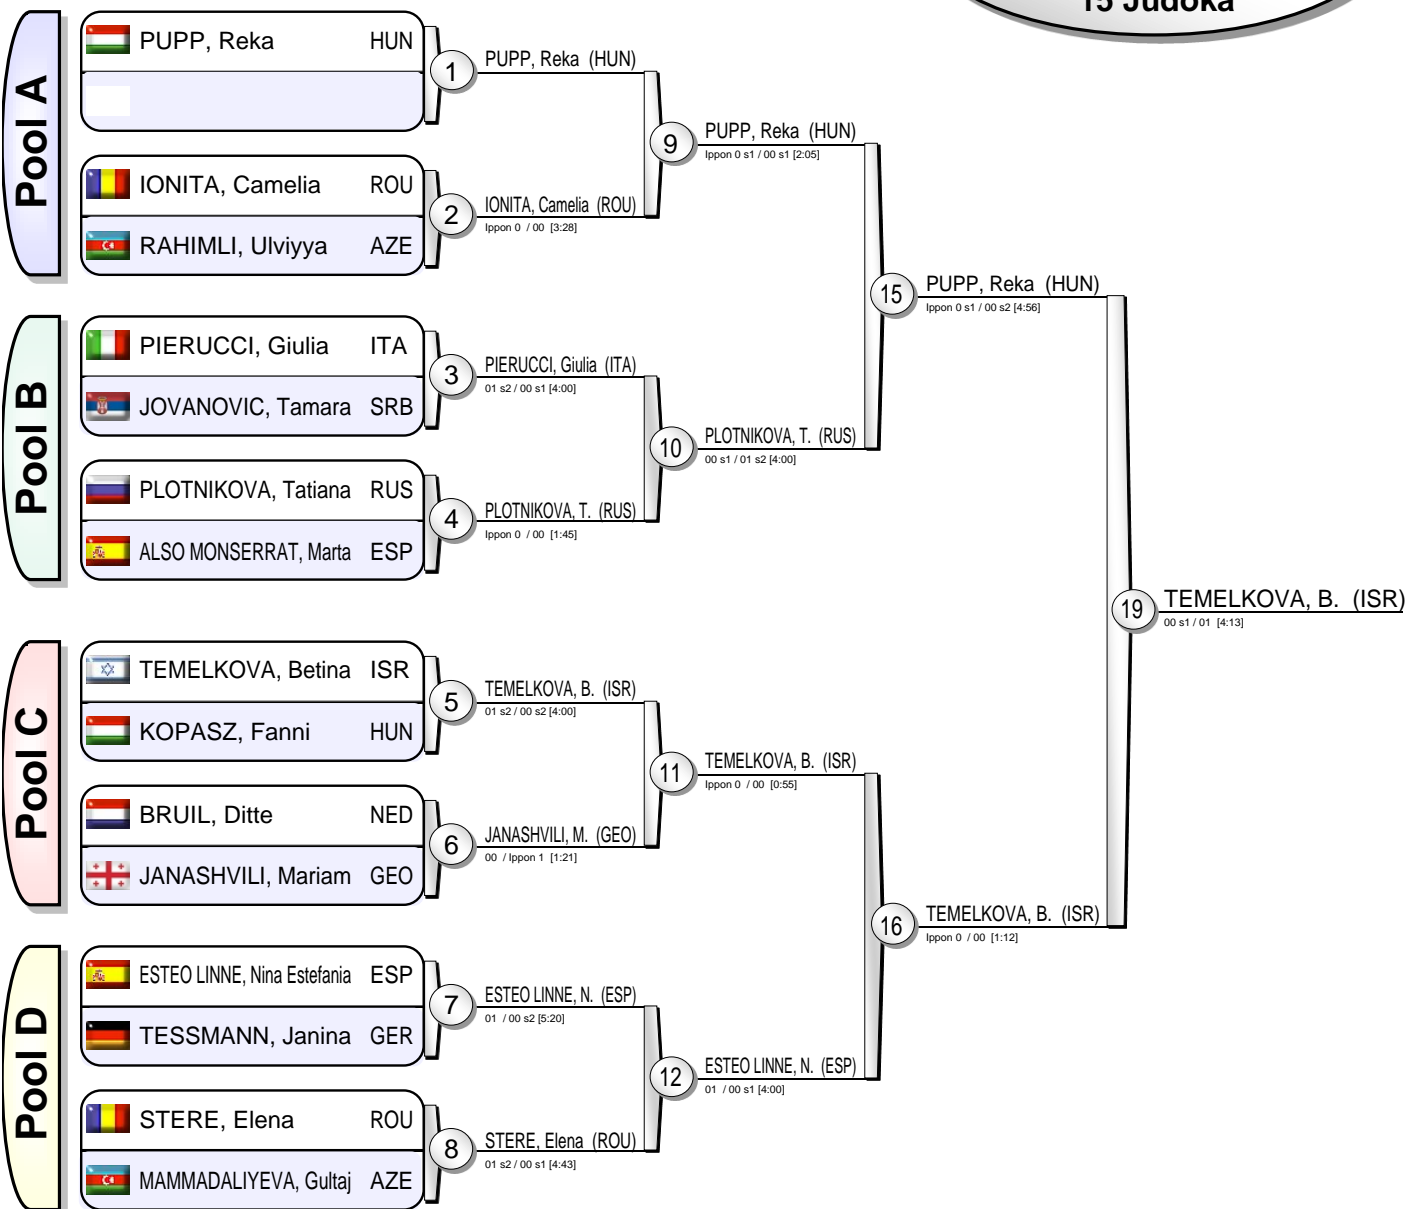 15 Judoka
Pool A
PUPP, Reka HUN
IONITA, Camelia ROU
RAHIMLI, Ulviyya AZE
Pool B
PIERUCCI, Giulia ITA
JOVANOVIC, Tamara SRB
PLOTNIKOVA, Tatiana RUS
ALSO MONSERRAT, Marta ESP
Pool C
TEMELKOVA, Betina ISR
KOPASZ, Fanni HUN
BRUIL, Ditte NED
JANASHVILI, Mariam GEO
Pool D
ESTEO LINNE, Nina Estefania ESP
TESSMANN, Janina GER
STERE, Elena ROU
MAMMADALIYEVA, Gultaj AZE
1 PUPP, Reka (HUN)
2 IONITA, Camelia (ROU)
Ippon 0 / 00 [3:28]
3 PIERUCCI, Giulia (ITA)
01 s2 / 00 s1 [4:00]
4 PLOTNIKOVA, T. (RUS)
Ippon 0 / 00 [1:45]
5 TEMELKOVA, B. (ISR)
01 s2 / 00 s2 [4:00]
6 JANASHVILI, M. (GEO)
00 / Ippon 1 [1:21]
7 ESTEO LINNE, N. (ESP)
01 / 00 s2 [5:20]
8 STERE, Elena (ROU)
01 s2 / 00 s1 [4:43]
9 PUPP, Reka (HUN)
Ippon 0 s1 / 00 s1 [2:05]
10 PLOTNIKOVA, T. (RUS)
00 s1 / 01 s2 [4:00]
11 TEMELKOVA, B. (ISR)
Ippon 0 / 00 [0:55]
12 ESTEO LINNE, N. (ESP)
01 / 00 s1 [4:00]
15 PUPP, Reka (HUN)
Ippon 0 s1 / 00 s2 [4:56]
16 TEMELKOVA, B. (ISR)
Ippon 0 / 00 [1:12]
19 TEMELKOVA, B. (ISR)
00 s1 / 01 [4:13]